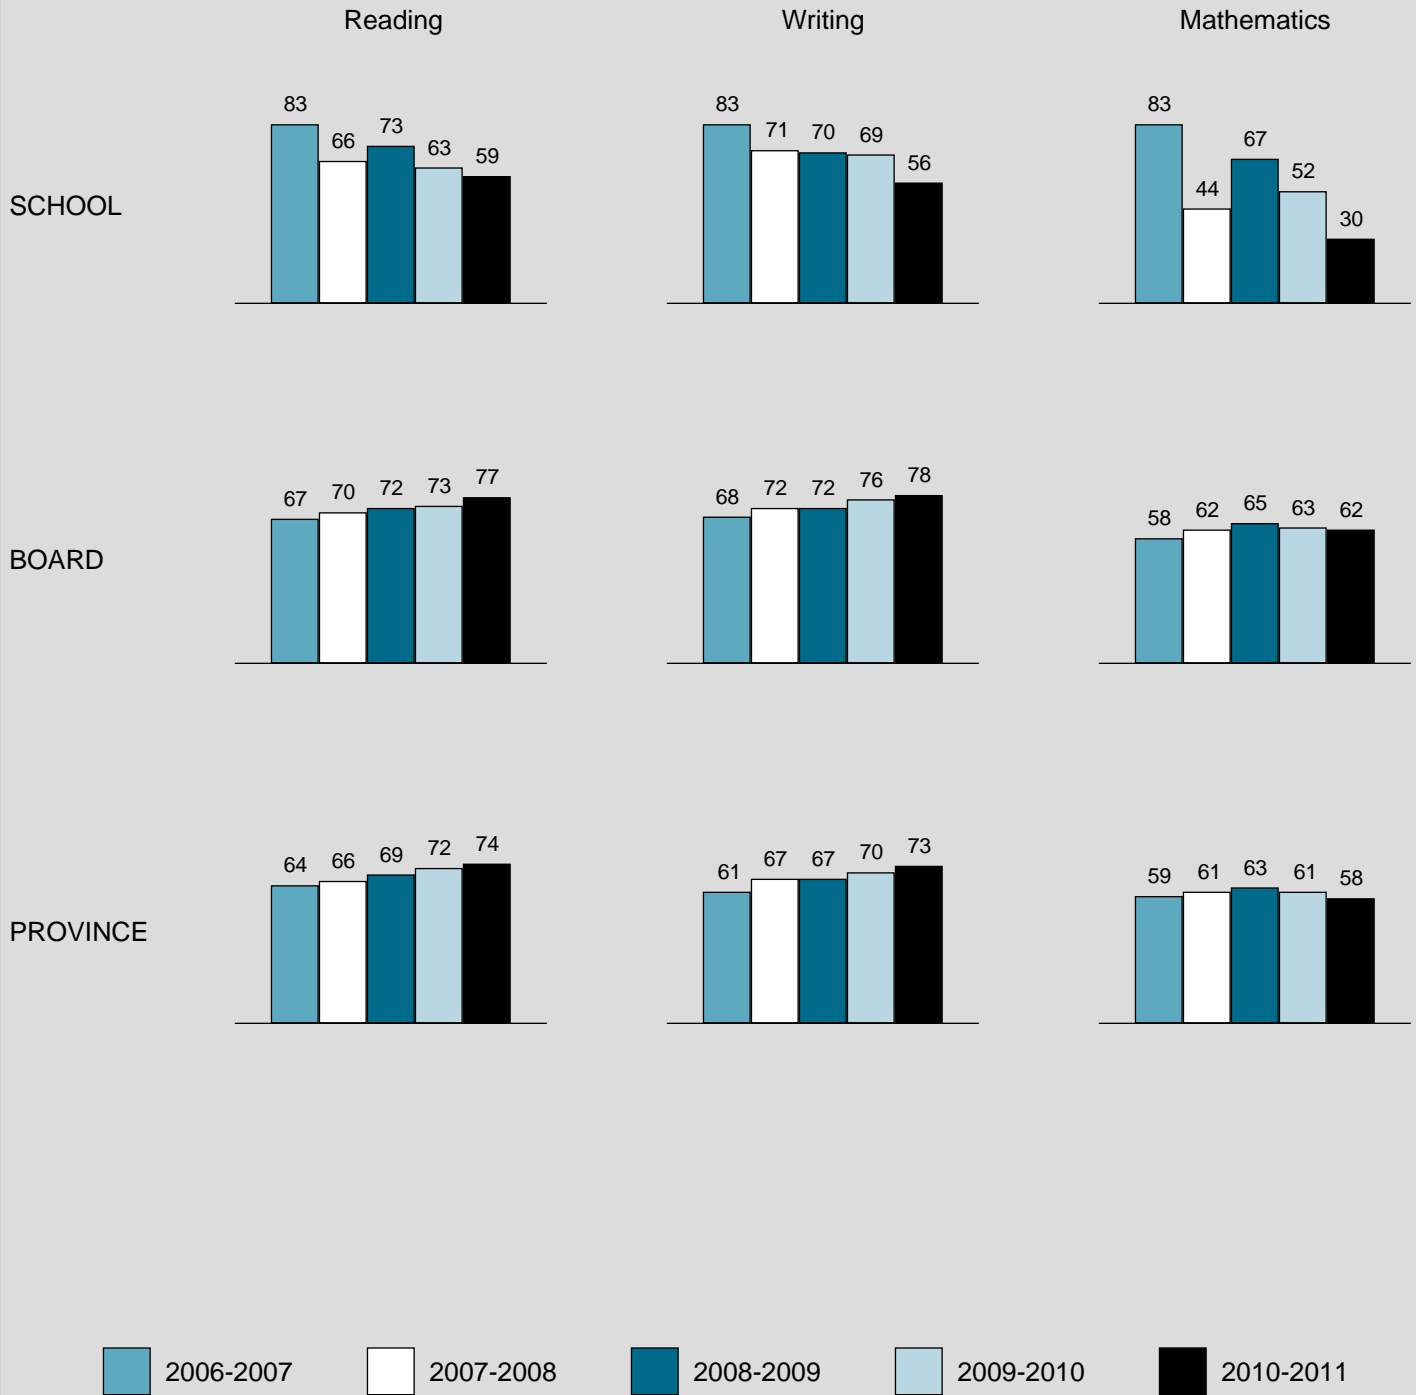 Reading Writing Mathematics
SCHOOL
83 66 73 63 59
83 71 70 69 56
83 44 67 52 30
BOARD
67 70 72 73 77
68 72 72 76 78
58 62 65 63 62
PROVINCE
64 66 69 72 74
61 67 67 70 73
59 61 63 61 58
2006-2007 2007-2008 2008-2009 2009-2010 2010-2011